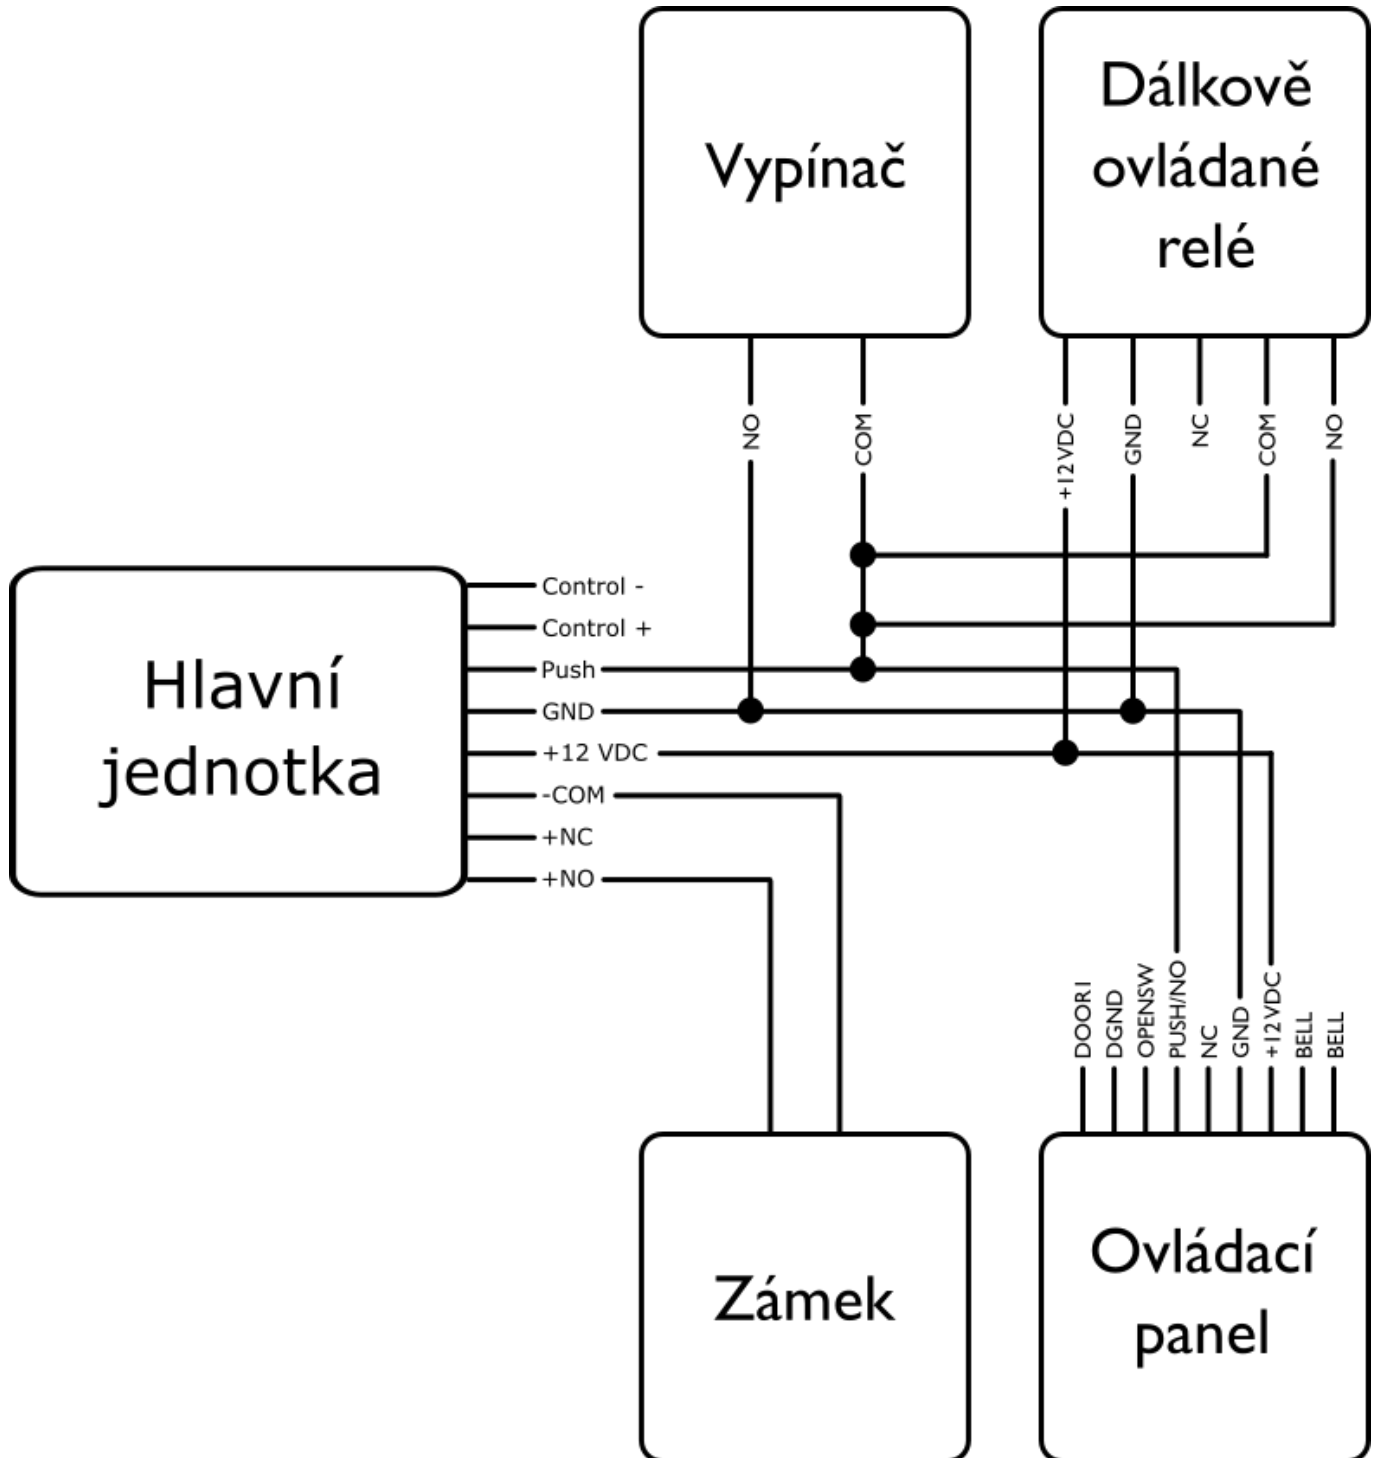 Vypínač
Dálkově
ovládané
relé
NO
COM
+12VDC
GND
NC
COM
NO
Hlavní
jednotka
Control -
Control +
Push
GND
+12 VDC
-COM
+NC
+NO
DOOR1
DGND
OPENSW
PUSH/NO
NC
GND
+12VDC
BELL
BELL
Zámek
Ovládací
panel